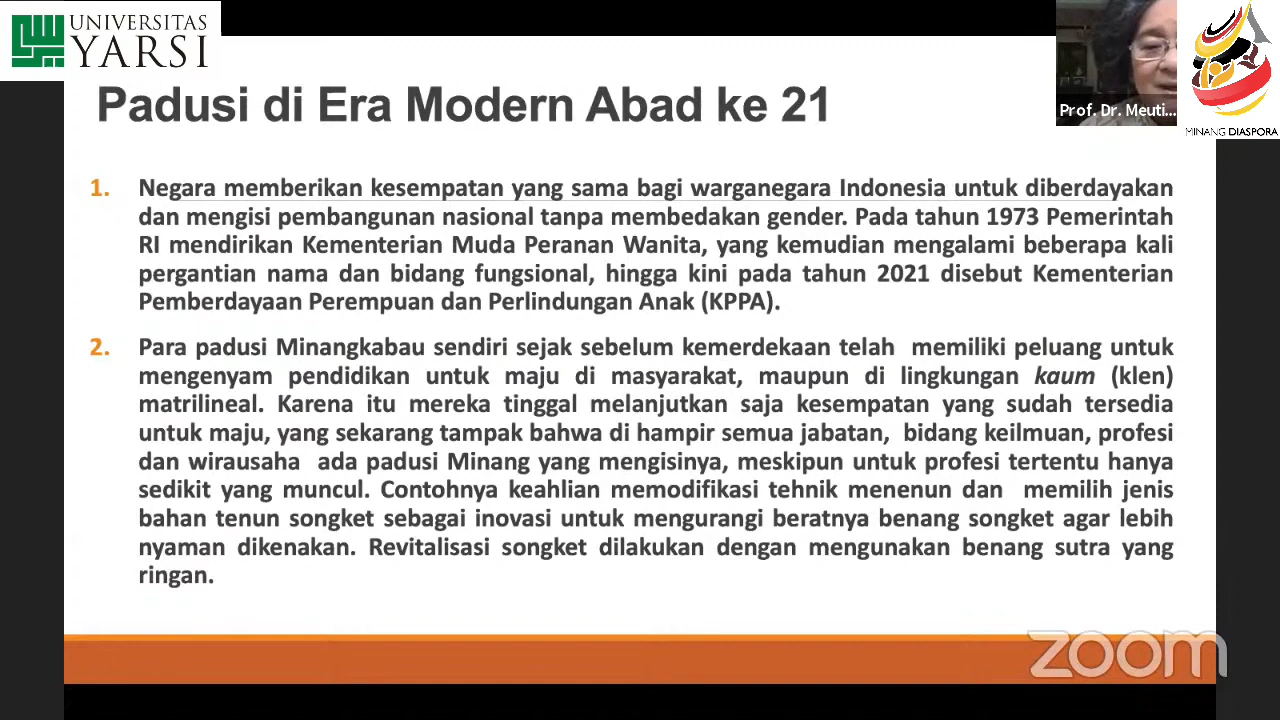 UNIVERSITAS
YARSI
Padusi di Era Modern Abad ke 21
Prof. Dr. Meuti...
MINANG DIASPORA
1. Negara memberikan kesempatan yang sama bagi warganegara Indonesia untuk diberdayakan
dan mengisi pembangunan nasional tanpa membedakan gender. Pada tahun 1973 Pemerintah
RI mendirikan Kementerian Muda Peranan Wanita, yang kemudian mengalami beberapa kali
pergantian nama dan bidang fungsional, hingga kini pada tahun 2021 disebut Kementerian
Pemberdayaan Perempuan dan Perlindungan Anak (KPPA).
2. Para padusi Minangkabau sendiri sejak sebelum kemerdekaan telah memiliki peluang untuk
mengenyam pendidikan untuk maju di masyarakat, maupun di lingkungan kaum (klen)
matrilineal. Karena itu mereka tinggal melanjutkan saja kesempatan yang sudah tersedia
untuk maju, yang sekarang tampak bahwa di hampir semua jabatan, bidang keilmuan, profesi
dan wirausaha ada padusi Minang yang mengisinya, meskipun untuk profesi tertentu hanya
sedikit yang muncul. Contohnya keahlian memodifikasi tehnik menenun dan memilih jenis
bahan tenun songket sebagai inovasi untuk mengurangi beratnya benang songket agar lebih
nyaman dikenakan. Revitalisasi songket dilakukan dengan mengunakan benang sutra yang
ringan.
zoom